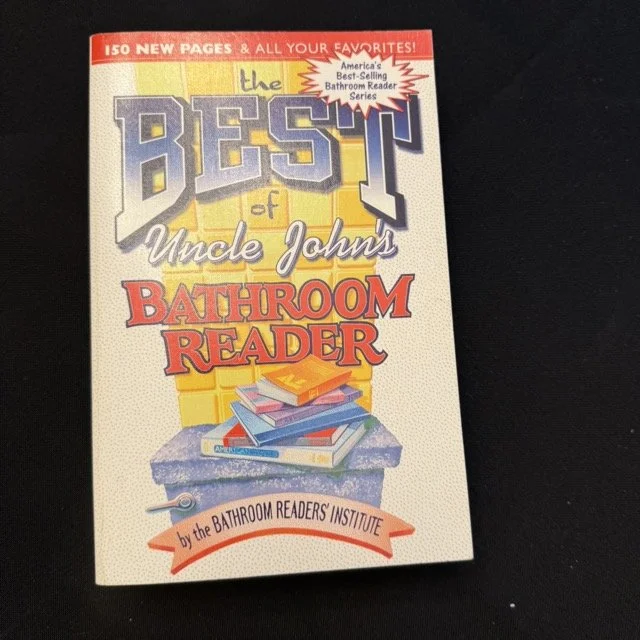 150 NEW PAGES & ALL YOUR FAVORITES!
America's
Best-Selling
Bathroom Reader
Series
the
BEST
of
Uncle John's
BATHROOM
READER
by the BATHROOM READERS' INSTITUTE